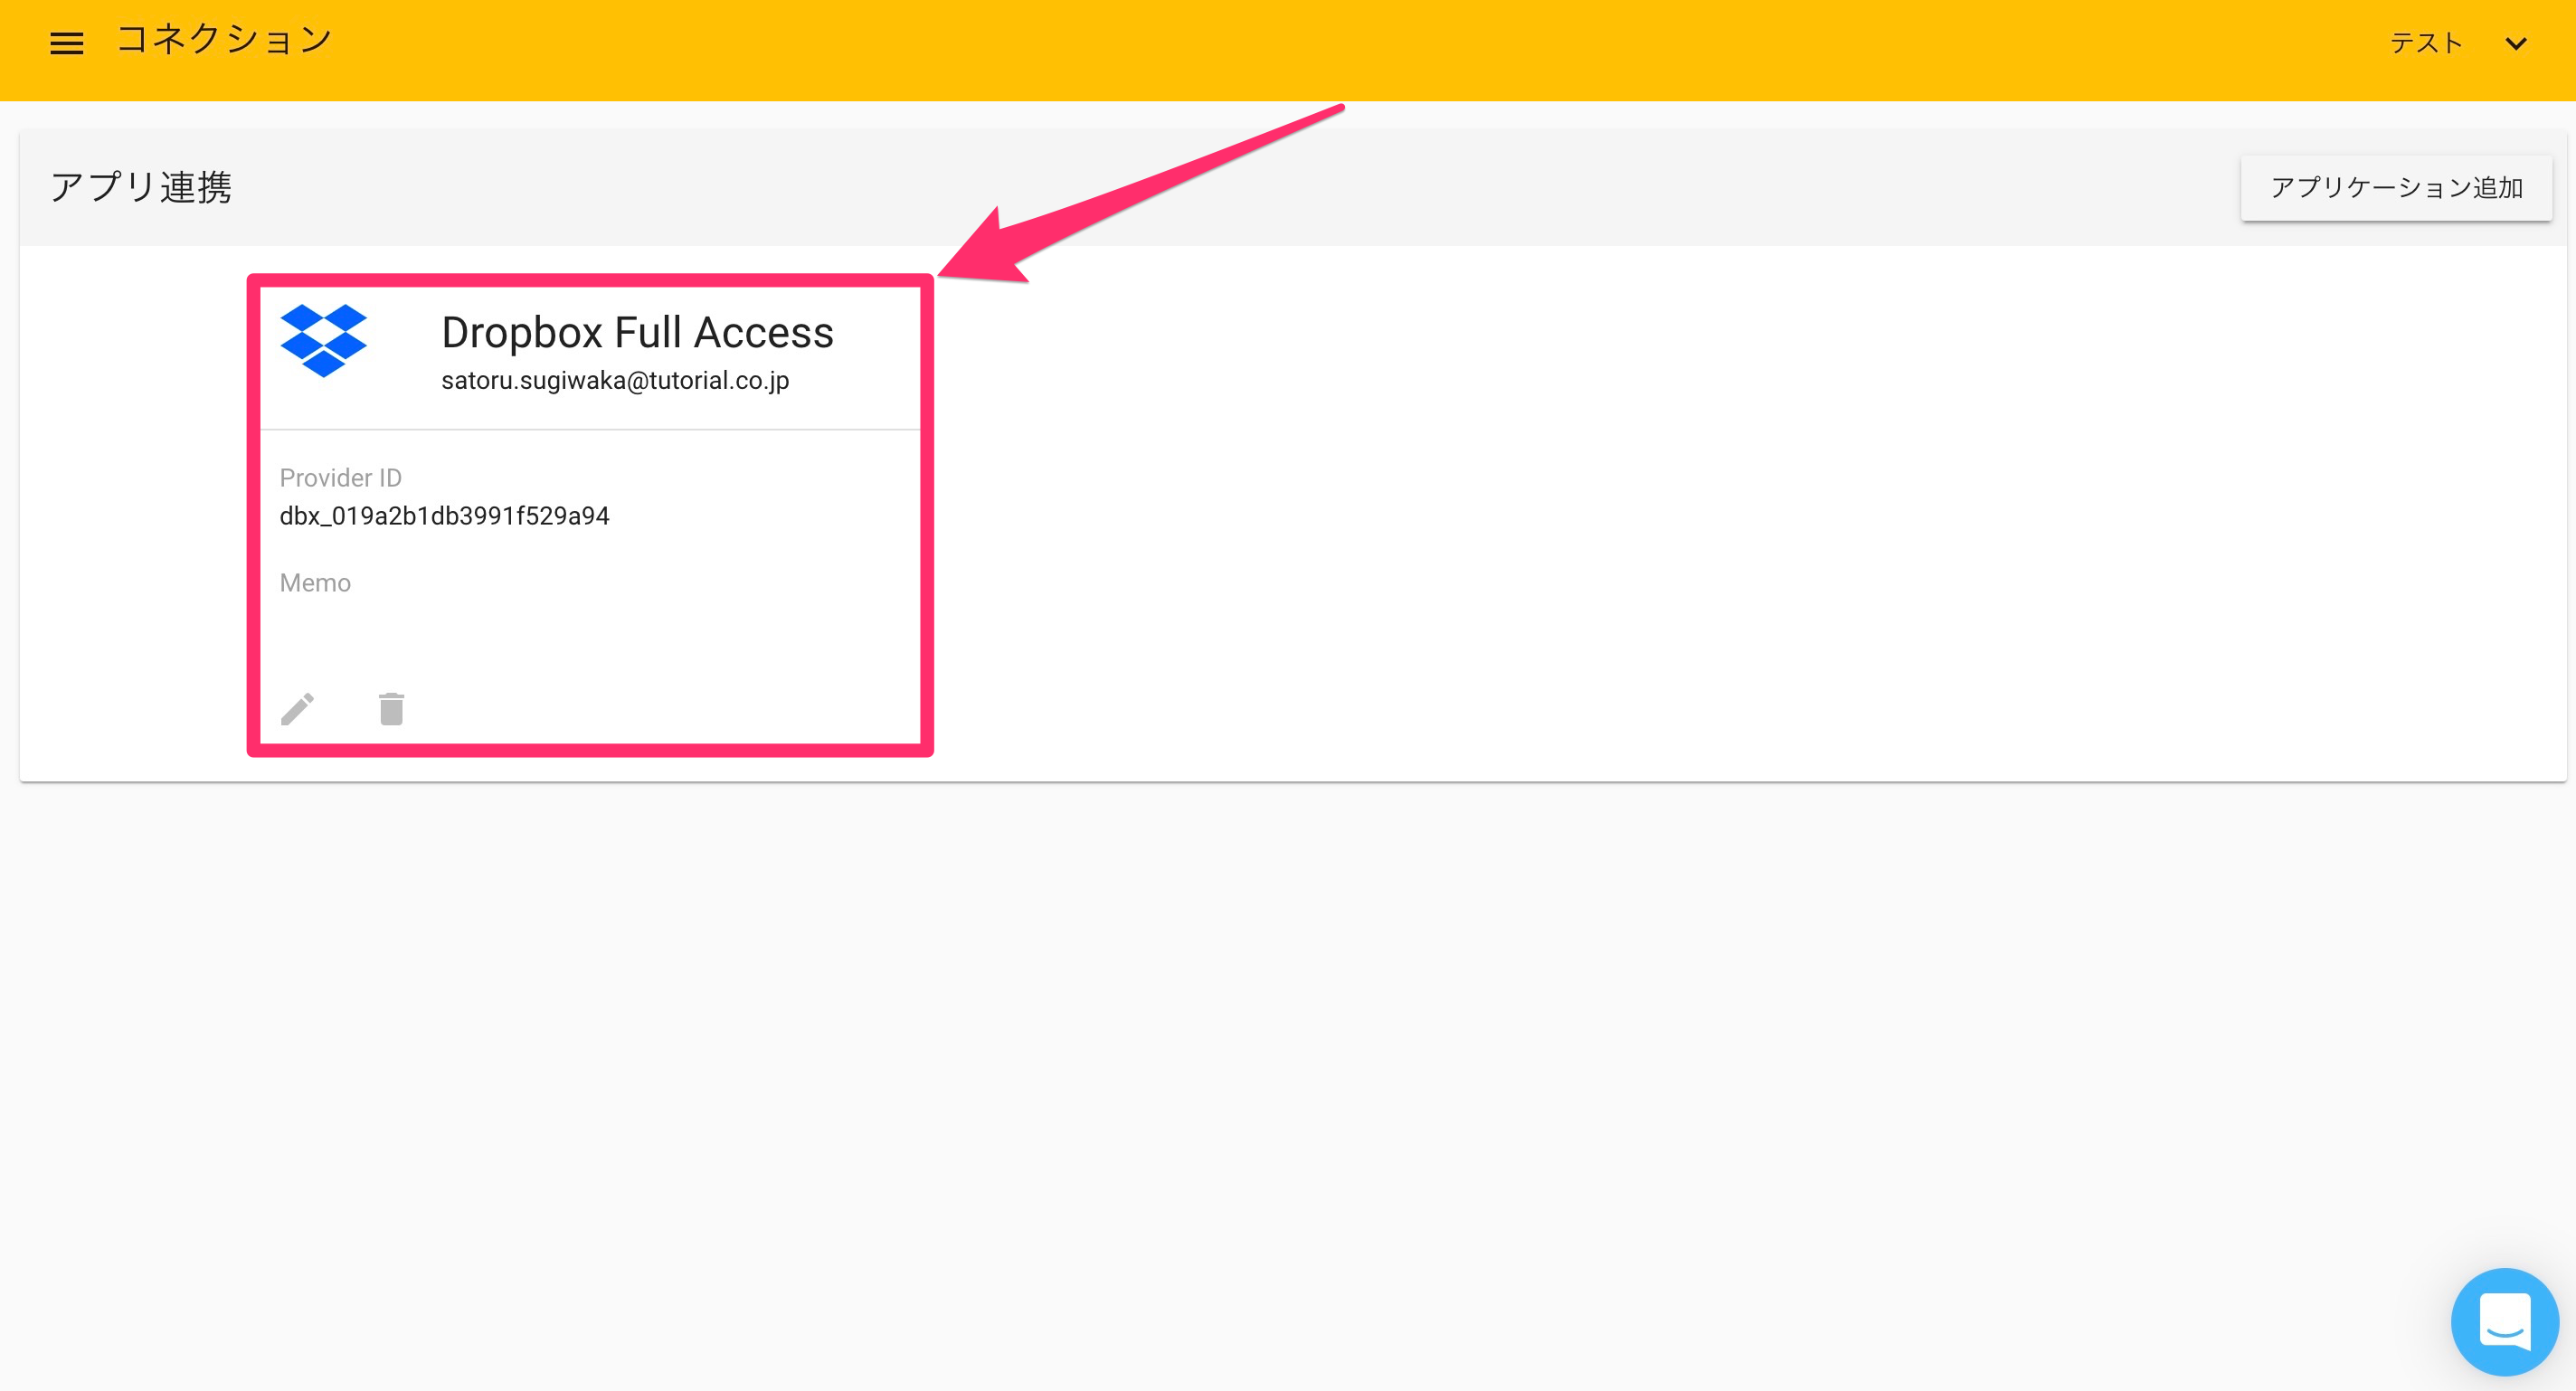 コネクション
テスト
アプリ連携
アプリケーション追加
Dropbox Full Access
satoru.sugiwaka@tutorial.co.jp
Provider ID
dbx_019a2b1db3991f529a94
Memo